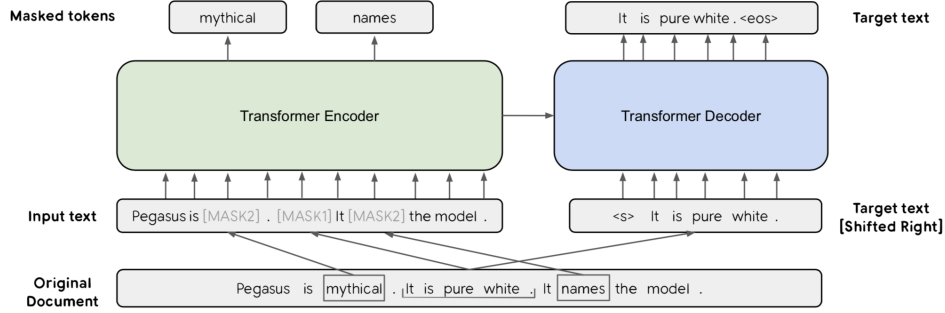 Masked tokens
mythical
names
It is pure white . <eos>
Target text
Transformer Encoder
Transformer Decoder
Input text
Pegasus is [MASK2] . [MASK1] It [MASK2] the model .
<s> It is pure white .
Target text
[Shifted Right]
Original
Document
Pegasus is mythical . It is pure white . It names the model .